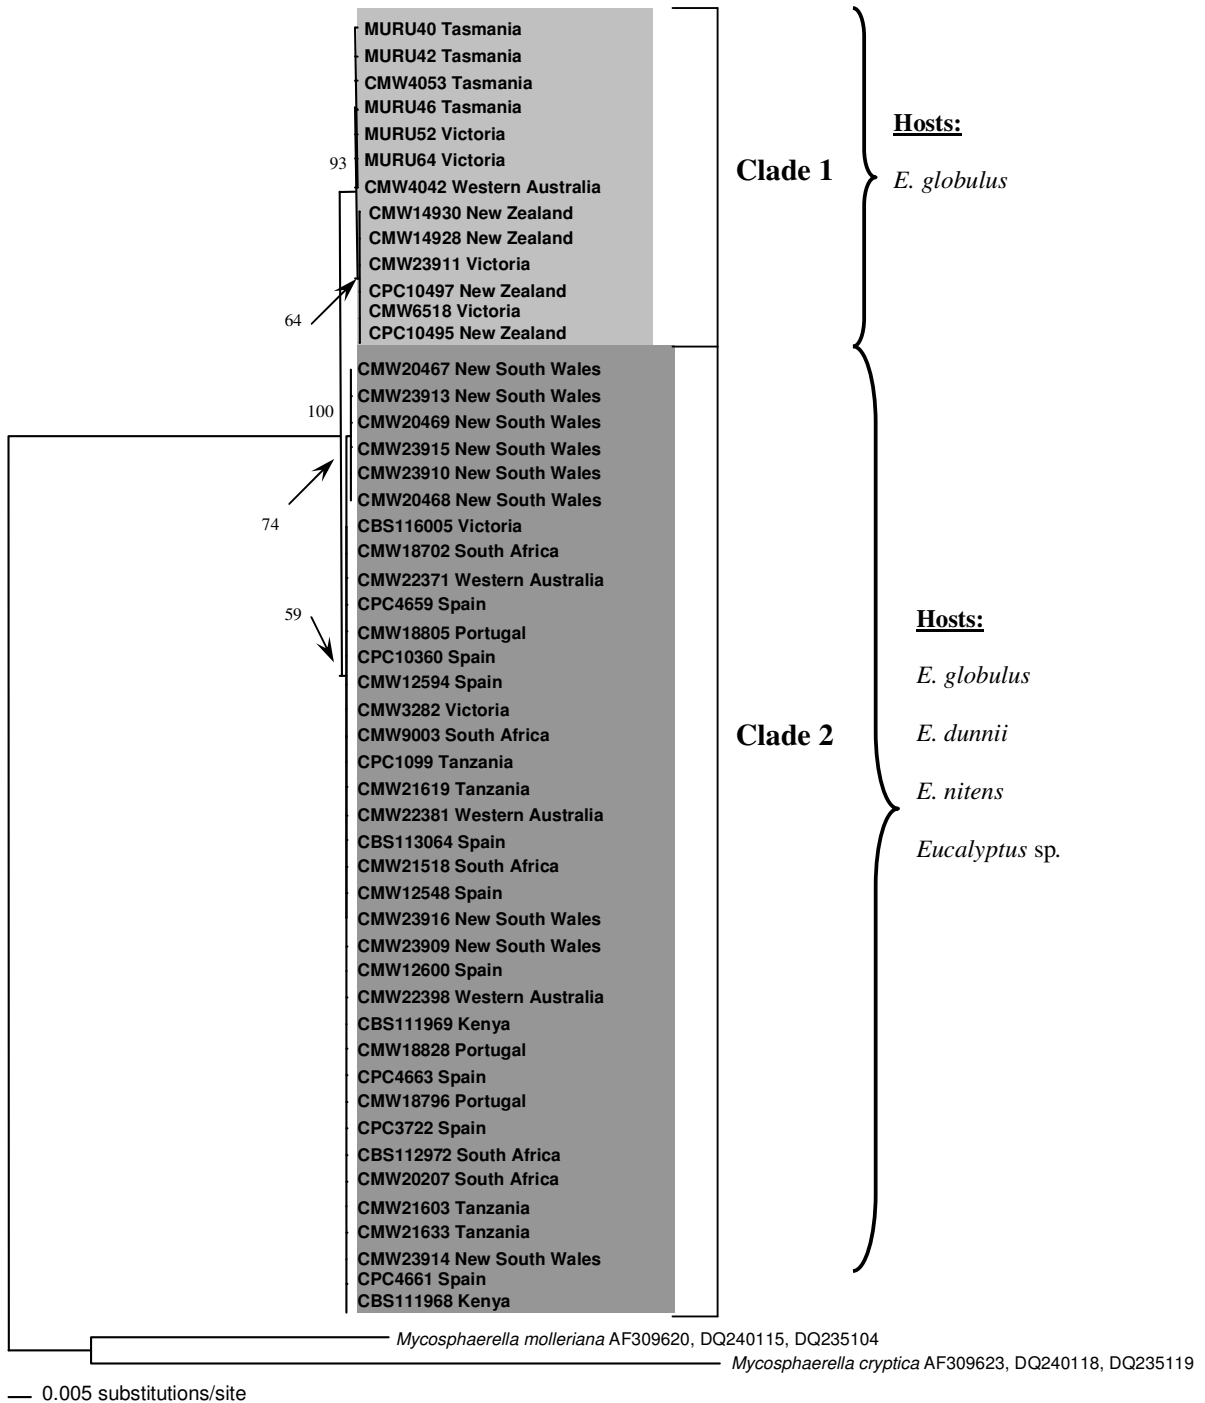 MURU40 Tasmania
MURU42 Tasmania
CMW4053 Tasmania
MURU46 Tasmania
MURU52 Victoria
MURU64 Victoria
CMW4042 Western Australia
CMW14930 New Zealand
CMW14928 New Zealand
CMW23911 Victoria
CPC10497 New Zealand
CMW6518 Victoria
CPC10495 New Zealand
93
64
Clade 1
Hosts:
E. globulus
CMW20467 New South Wales
CMW23913 New South Wales
CMW20469 New South Wales
CMW23915 New South Wales
CMW23910 New South Wales
CMW20468 New South Wales
CBS116005 Victoria
CMW18702 South Africa
CMW22371 Western Australia
CPC4659 Spain
CMW18805 Portugal
CPC10360 Spain
CMW12594 Spain
CMW3282 Victoria
CMW9003 South Africa
CPC1099 Tanzania
CMW21619 Tanzania
CMW22381 Western Australia
CBS113064 Spain
CMW21518 South Africa
CMW12548 Spain
CMW23916 New South Wales
CMW23909 New South Wales
CMW12600 Spain
CMW22398 Western Australia
CBS111969 Kenya
CMW18828 Portugal
CPC4663 Spain
CMW18796 Portugal
CPC3722 Spain
CBS112972 South Africa
CMW20207 South Africa
CMW21603 Tanzania
CMW21633 Tanzania
CMW23914 New South Wales
CPC4661 Spain
CBS111968 Kenya
100
74
59
Clade 2
Hosts:
E. globulus
E. dunnii
E. nitens
Eucalyptus sp.
Mycosphaerella molleriana AF309620, DQ240115, DQ235104
Mycosphaerella cryptica AF309623, DQ240118, DQ235119
0.005 substitutions/site